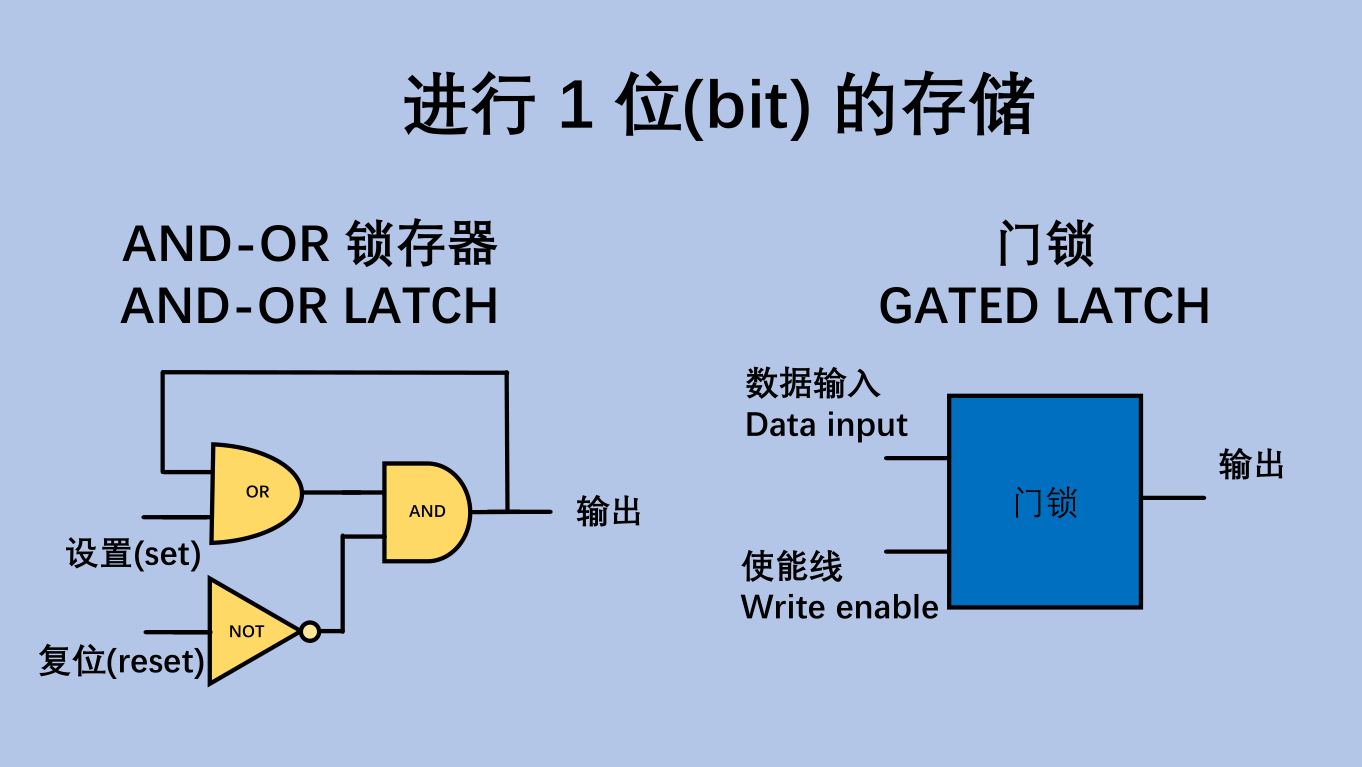 进行 1 位(bit) 的存储
AND-OR 锁存器
AND-OR LATCH
OR
AND
输出
设置(set)
NOT
复位(reset)
门锁
GATED LATCH
数据输入
Data input
门锁
输出
使能线
Write enable